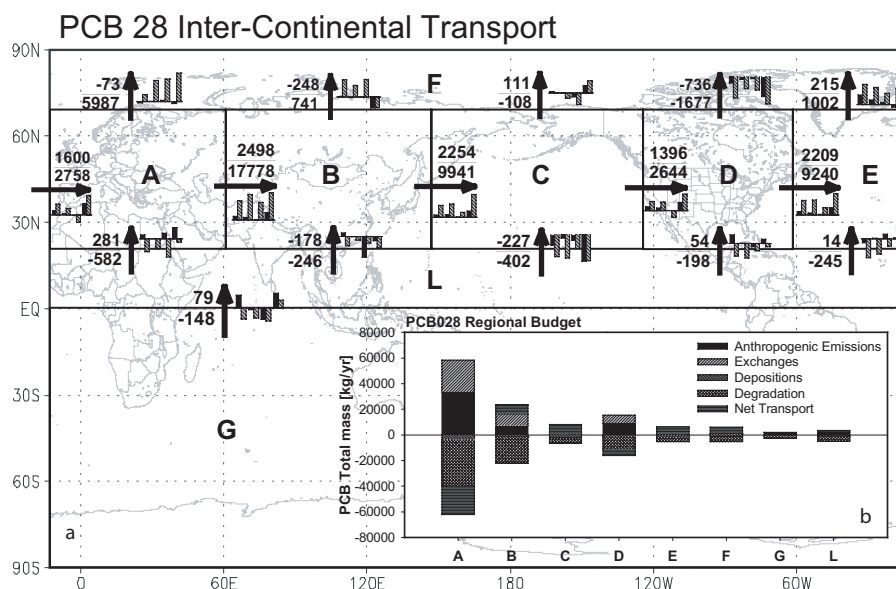 PCB 28 Inter-Continental Transport
90N
-73
5987
-248
741
F
111
-108
-736
-1677
215
1002
60N
1600
2758
A
2498
17778
B
2254
9941
C
1396
2644
D
2209
9240
E
30N
281
-582
-178
-246
-227
-402
54
-198
14
-245
L
79
-148
EQ
PCB028 Regional Budget
80000
60000
40000
20000
0
-20000
-40000
-60000
-80000
PCB Total mass [kg/yr]
Anthropogenic Emissions
Exchanges
Depositions
Degradation
Net Transport
30S
G
60S
a
b
A B C D E F G L
90S
0 60E 120E 180 120W 60W